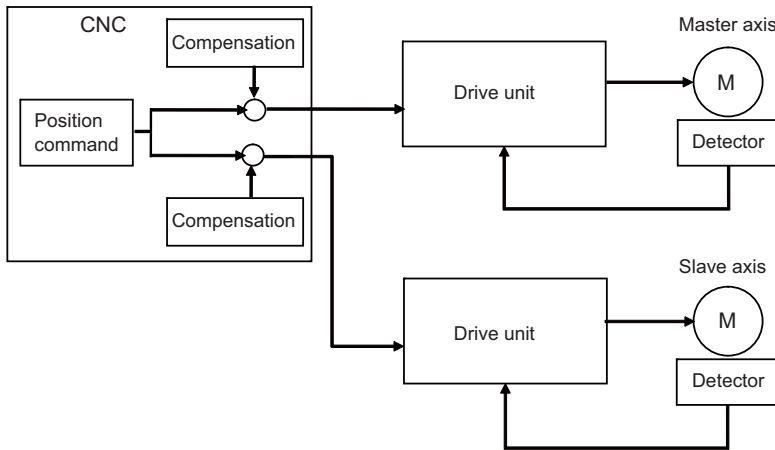 CNC
Compensation
Position
command
Compensation
Drive unit
Master axis
M
Detector
Drive unit
Slave axis
M
Detector